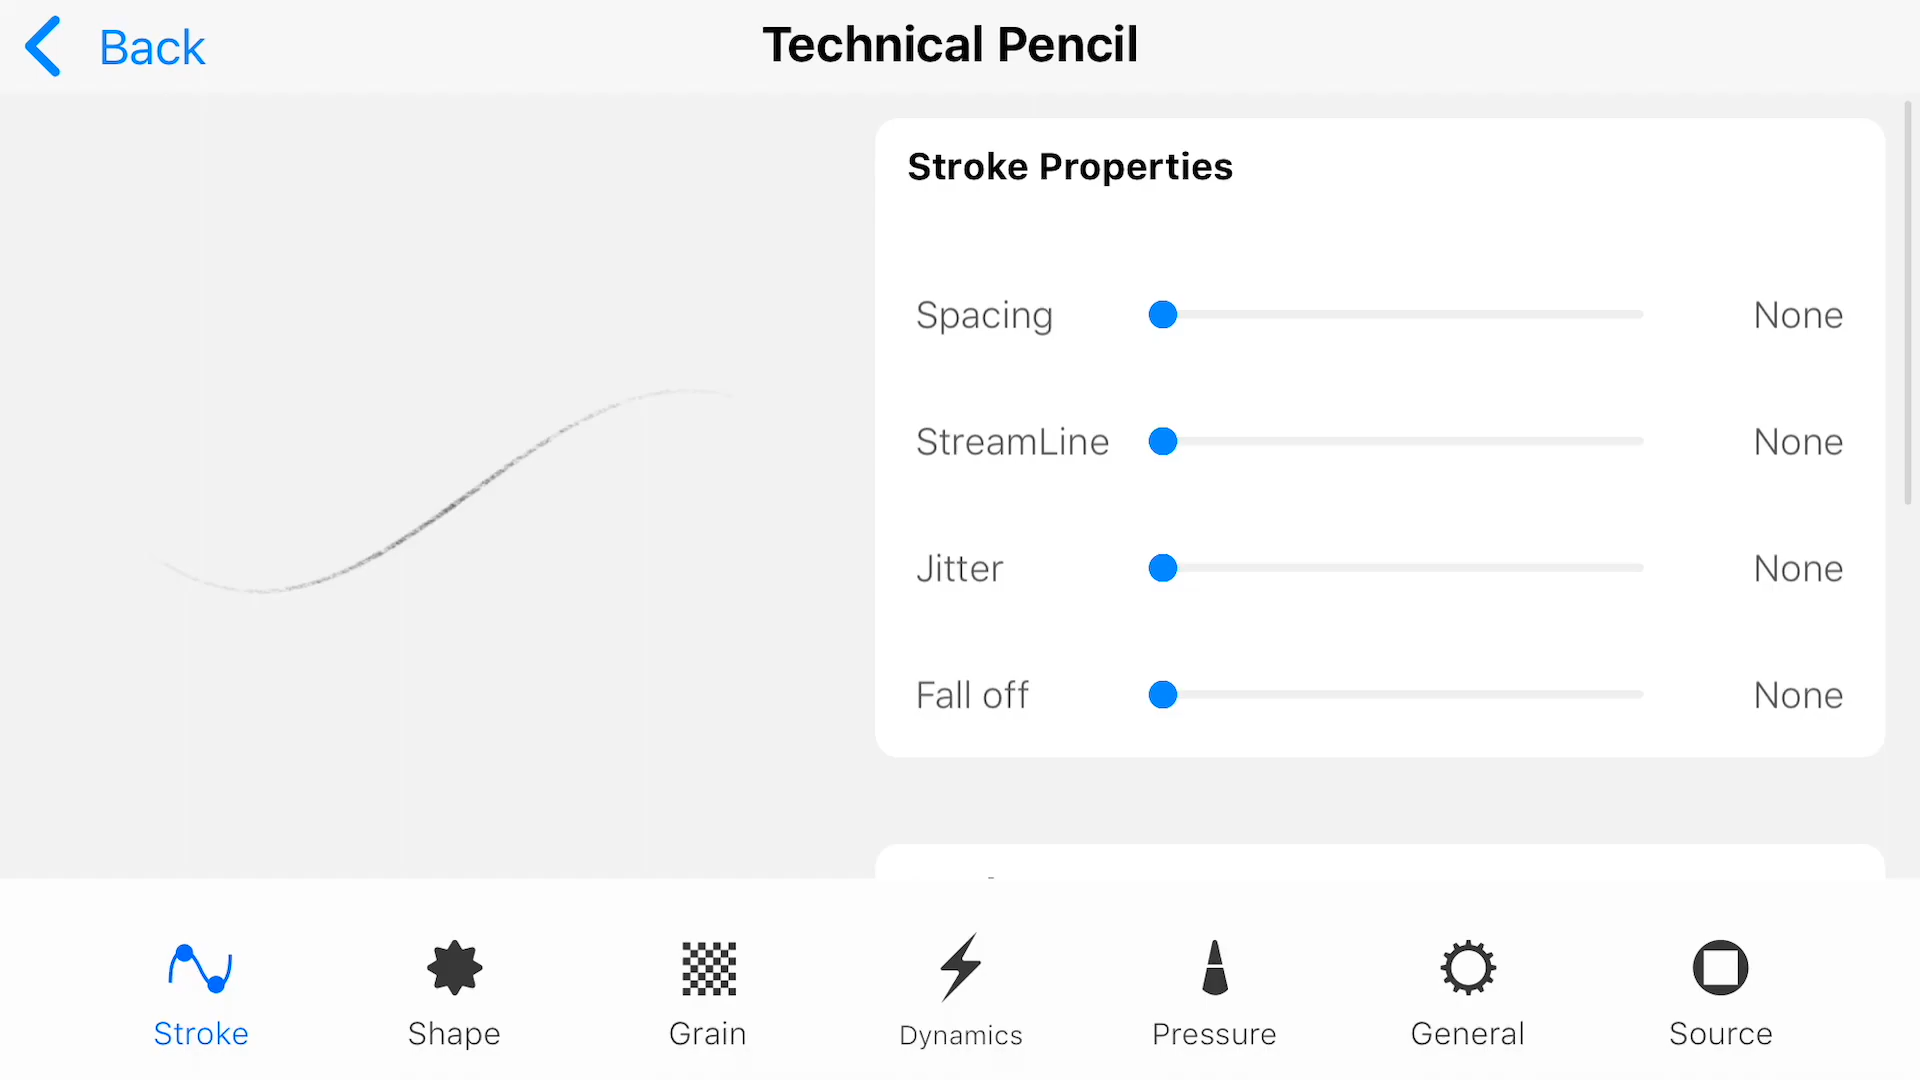 Back
Technical Pencil
Stroke Properties
Spacing None
StreamLine None
Jitter None
Fall off None
Stroke
Shape
Grain
Dynamics
Pressure
General
Source